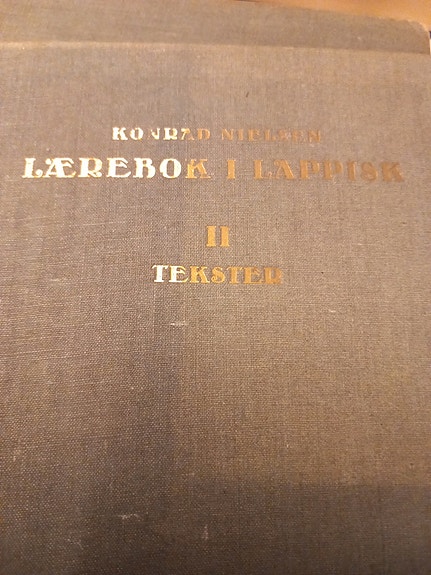 KONRAD NIELSEN
LÆREBOK I LAPPISK
II
TEKSTER